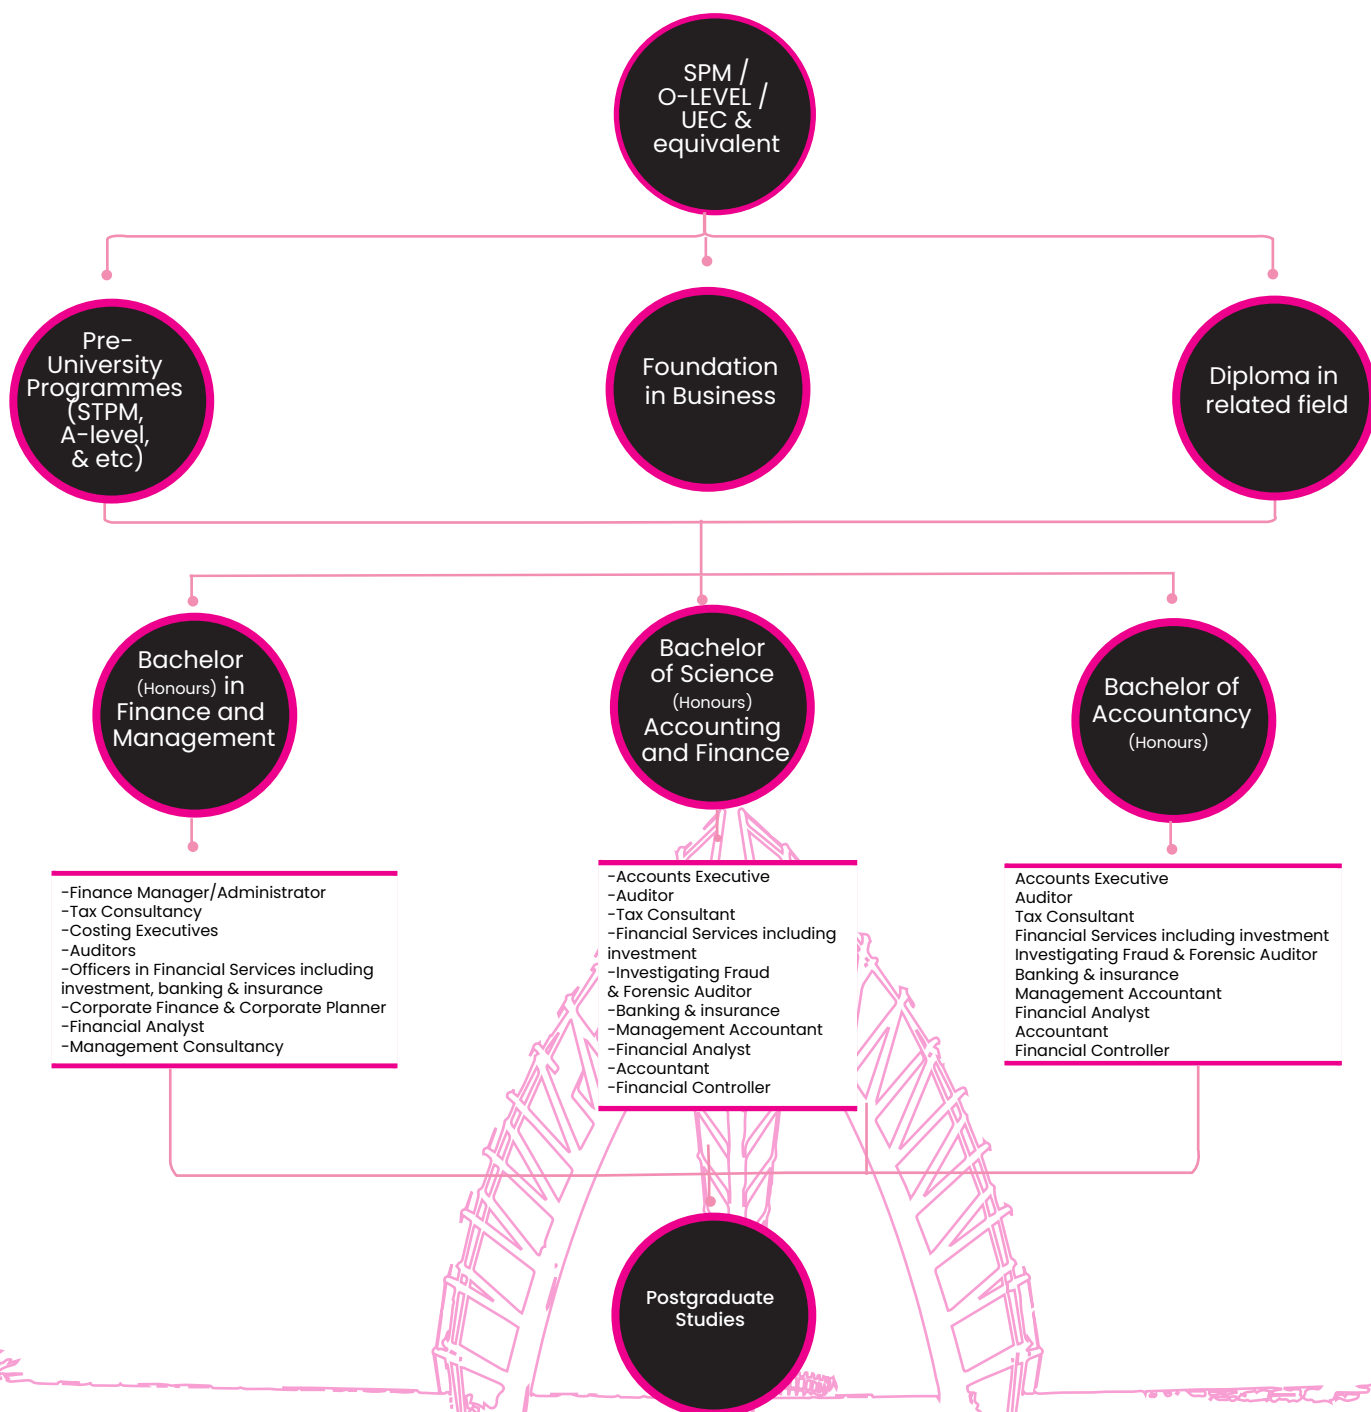 SPM /
O-LEVEL /
UEC &
equivalent
Pre-
University
Programmes
(STPM,
A-level,
& etc)
Foundation
in Business
Diploma in
related field
Bachelor
(Honours) in
Finance and
Management
Bachelor
of Science
(Honours)
Accounting
and Finance
Bachelor of
Accountancy
(Honours)
-Finance Manager/Administrator
-Tax Consultancy
-Costing Executives
-Auditors
-Officers in Financial Services including
investment, banking & insurance
-Corporate Finance & Corporate Planner
-Financial Analyst
-Management Consultancy
-Accounts Executive
-Auditor
-Tax Consultant
-Financial Services including
investment
-Investigating Fraud
& Forensic Auditor
-Banking & insurance
-Management Accountant
-Financial Analyst
-Accountant
-Financial Controller
Accounts Executive
Auditor
Tax Consultant
Financial Services including investment
Investigating Fraud & Forensic Auditor
Banking & insurance
Management Accountant
Financial Analyst
Accountant
Financial Controller
Postgraduate
Studies